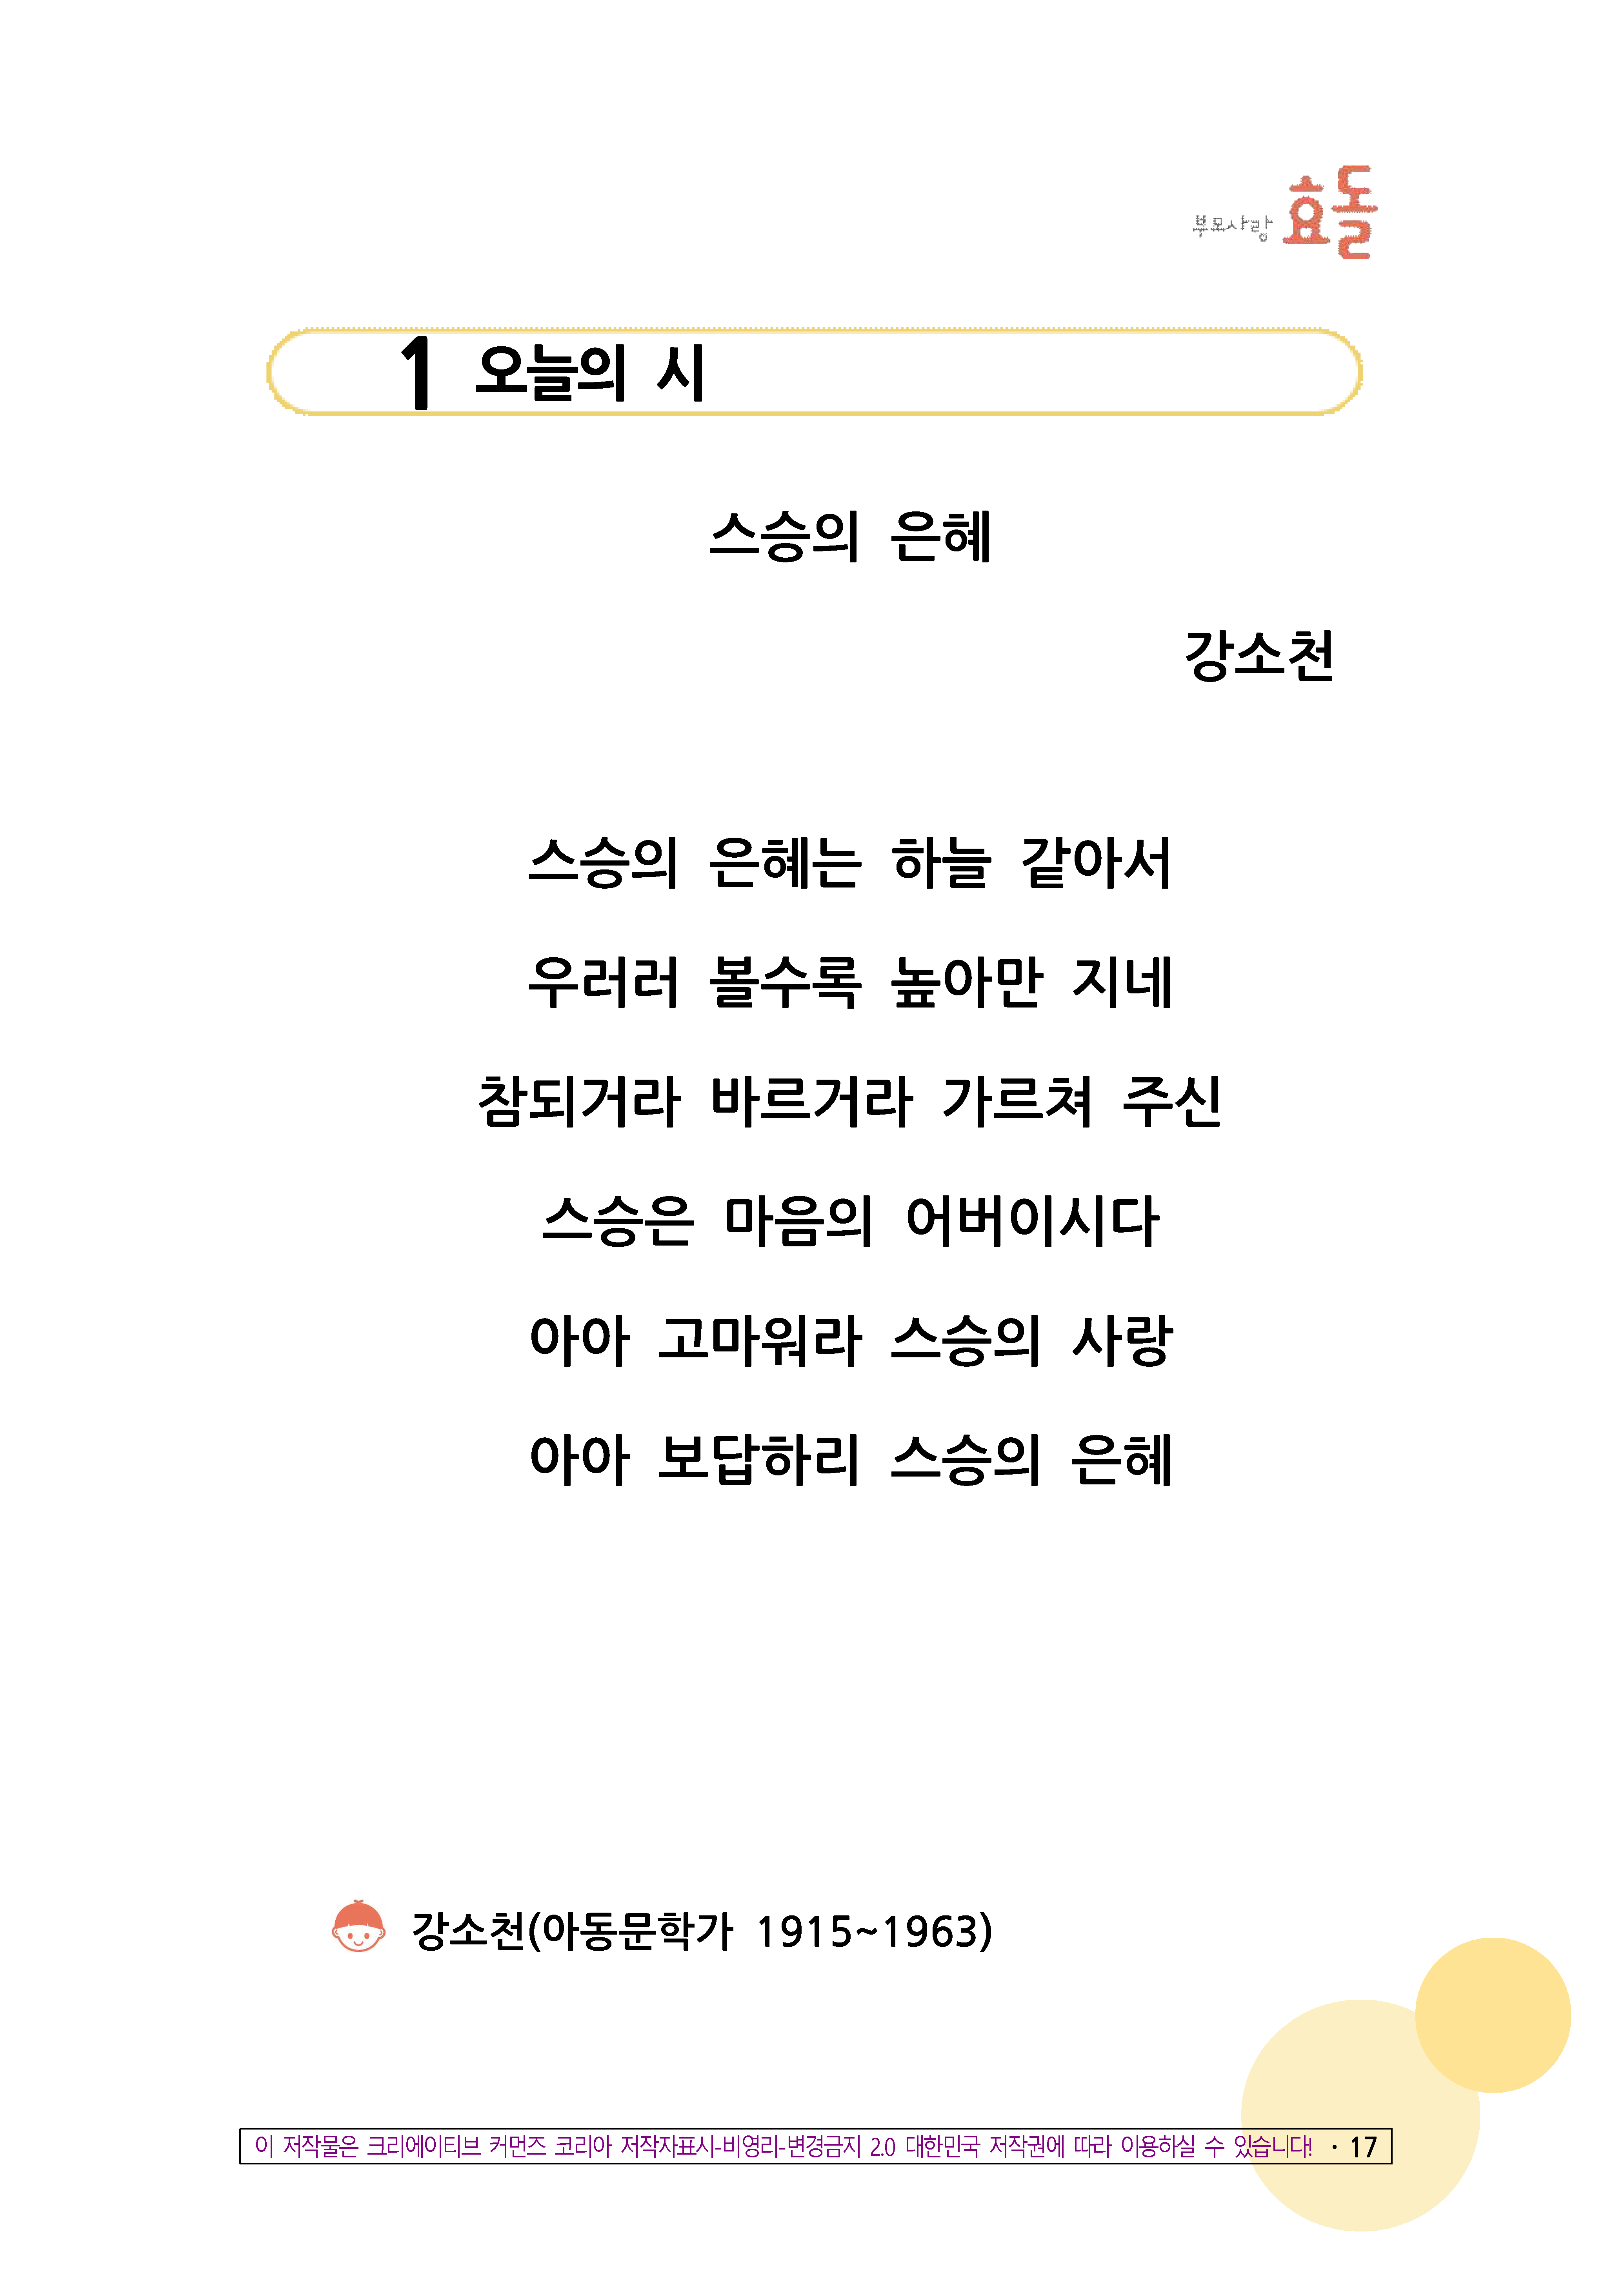 부모사랑 효돌
1 오늘의 시
스승의 은혜
강소천
스승의 은혜는 하늘 같아서
우러러 볼수록 높아만 지네
참되거라 바르거라 가르쳐 주신
스승은 마음의 어버이시다
아아 고마워라 스승의 사랑
아아 보답하리 스승의 은혜
강소천(아동문학가 1915~1963)
이 저작물은 크리에이티브 커먼즈 코리아 저작자표시-비영리-변경금지 2.0 대한민국 저작권에 따라 이용하실 수 있습니다! · 17